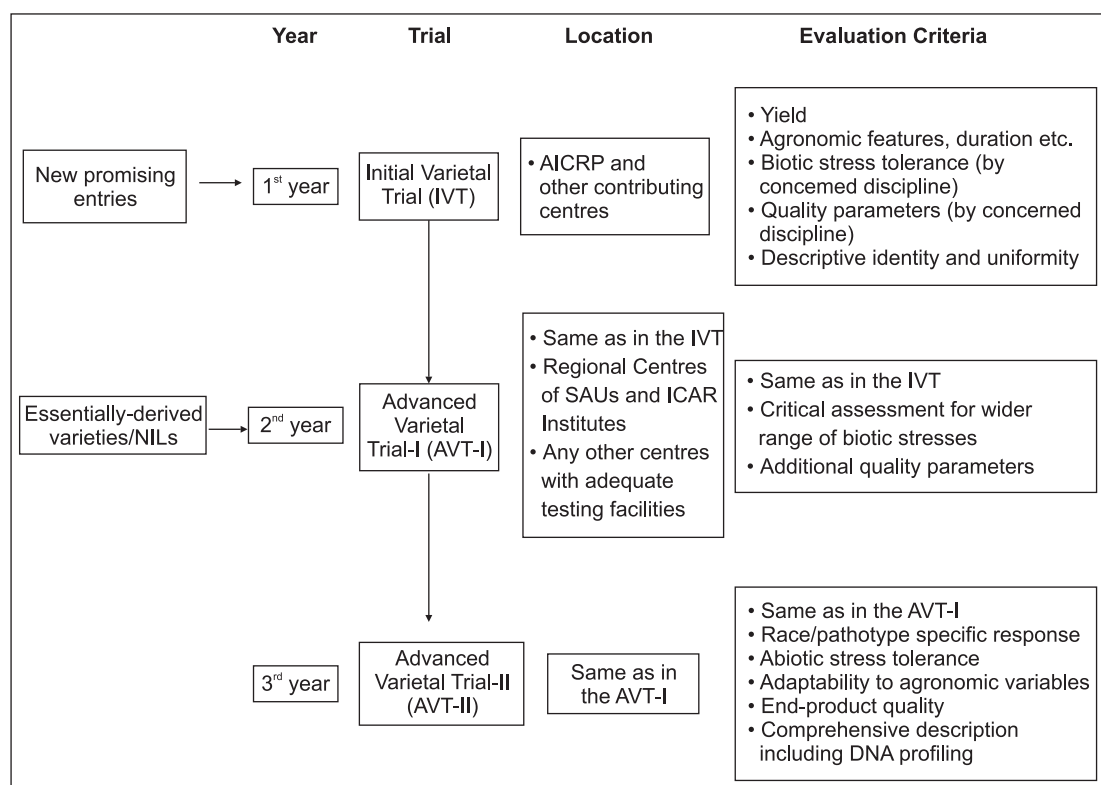 Year Trial Location Evaluation Criteria
New promising
entries
1st year
Initial Varietal
Trial (IVT)
• AICRP and
other contributing
centres
• Yield
• Agronomic features, duration etc.
• Biotic stress tolerance (by
concemed discipline)
• Quality parameters (by concerned
discipline)
• Descriptive identity and uniformity
Essentially-derived
varieties/NILs
2nd year
Advanced
Varietal
Trial-I (AVT-I)
• Same as in the IVT
• Regional Centres
of SAUs and ICAR
Institutes
• Any other centres
with adequate
testing facilities
• Same as in the IVT
• Critical assessment for wider
range of biotic stresses
• Additional quality parameters
3rd year
Advanced
Varietal Trial-II
(AVT-II)
Same as in
the AVT-I
• Same as in the AVT-I
• Race/pathotype specific response
• Abiotic stress tolerance
• Adaptability to agronomic variables
• End-product quality
• Comprehensive description
including DNA profiling